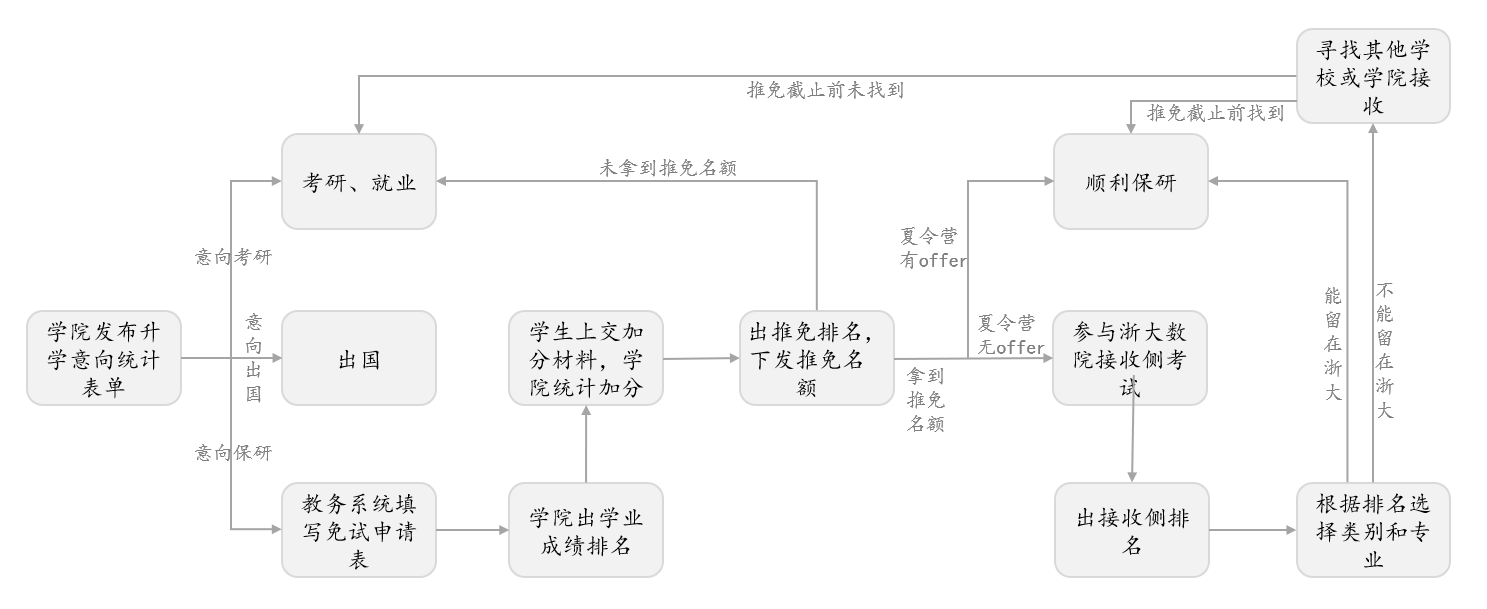 寻找其他学
校或学院接
收
推免截止前未找到
推免截止前找到
考研、就业
未拿到推免名额
顺利保研
夏令营
有offer
意向考研
意
向
出
国
学院发布升
学意向统计
表单
出国
学生上交加
分材料，学
院统计加分
出推免排名，
下发推免名
额
夏令营
无offer
拿到
推免
名额
参与浙大数
院接收侧考
试
能
留
在
浙
大
不
能
留
在
浙
大
意向保研
教务系统填
写免试申请
表
学院出学业
成绩排名
出接收侧排
名
根据排名选
择类别和专
业